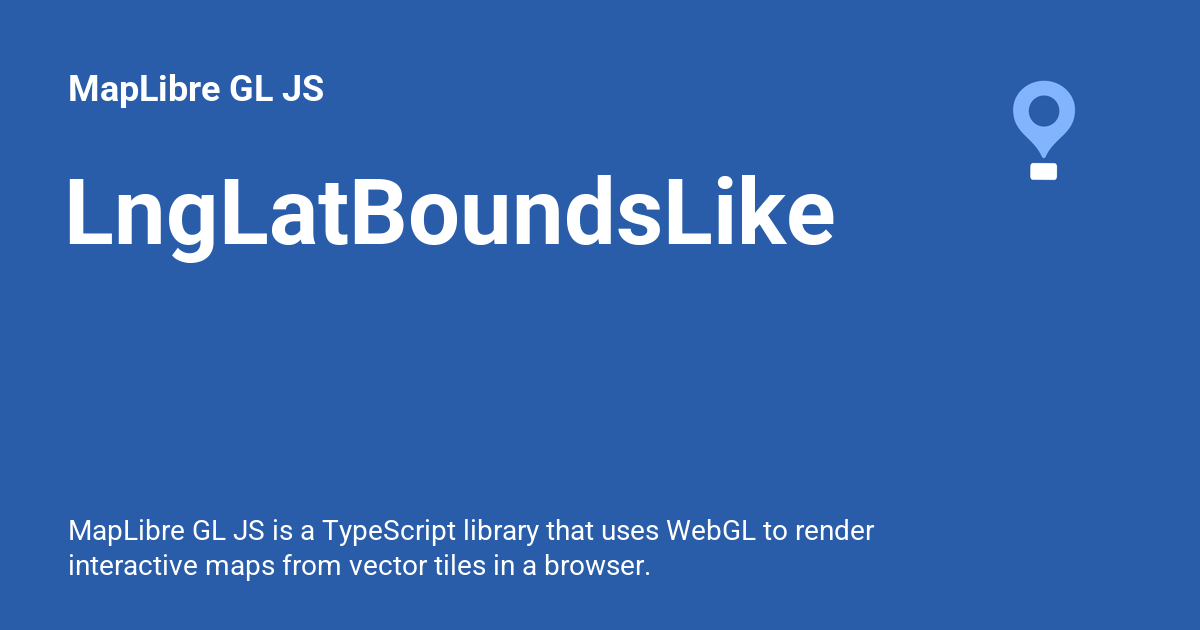 MapLibre GL JS
LngLatBoundsLike
MapLibre GL JS is a TypeScript library that uses WebGL to render
interactive maps from vector tiles in a browser.